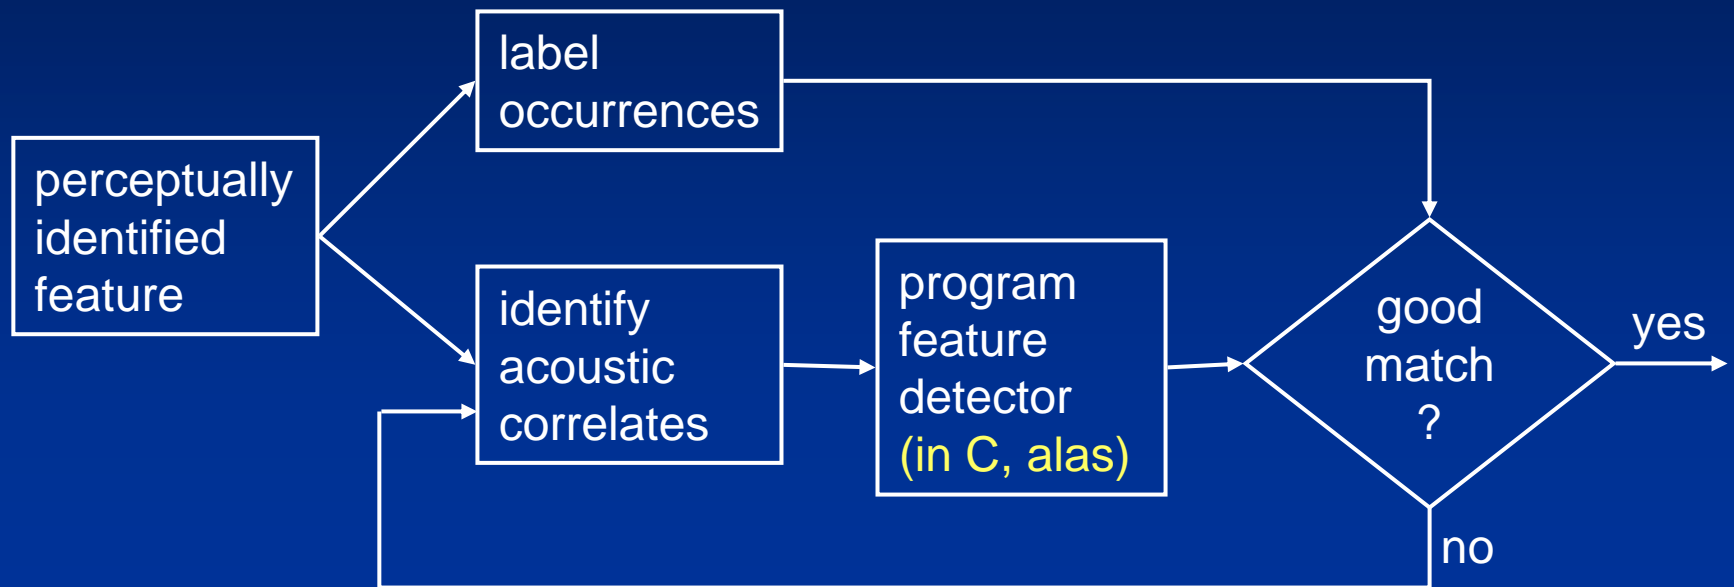 label
occurrences
perceptually
identified
feature
identify
acoustic
correlates
program
feature
detector
(in C, alas)
good
match
?
yes
no